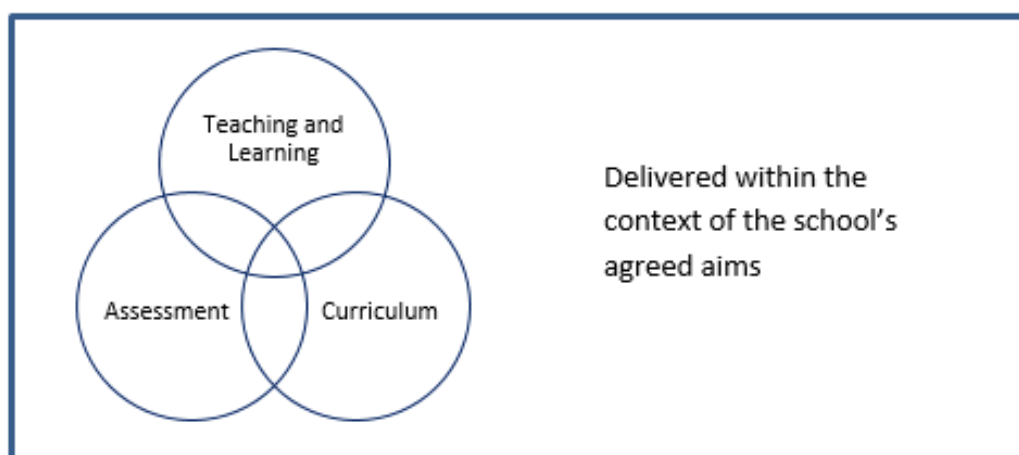 Teaching and
Learning
Delivered within the
context of the school's
agreed aims
Assessment
Curriculum